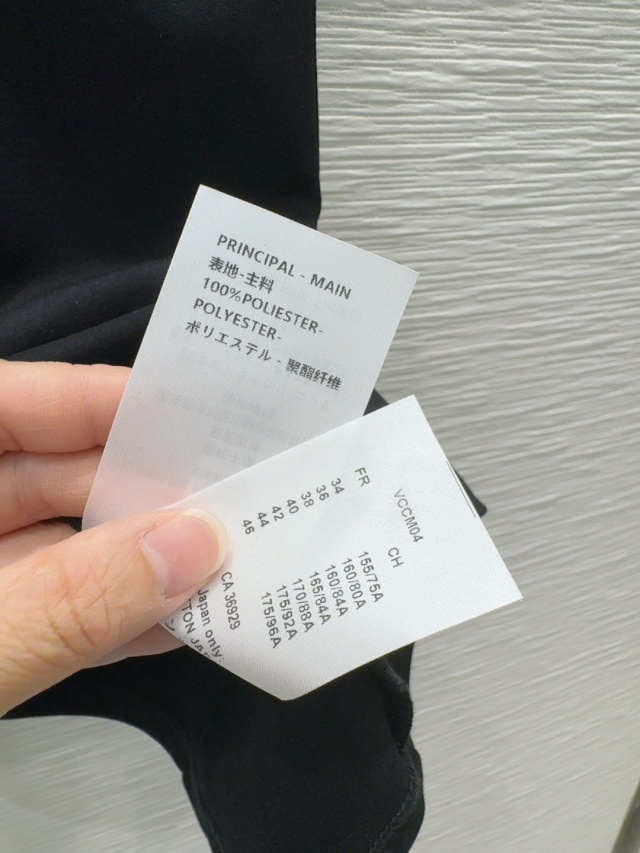 PRINCIPAL - MAIN
表地-主料
100%POLIESTER-
POLYESTER-
ポリエステル - 聚酯纤维
VCCM04
FR CH
34 155/75A
36 160/80A
38 160/84A
40 165/84A
42 170/88A
44 175/92A
46 175/96A
CA 36929
Japan only: